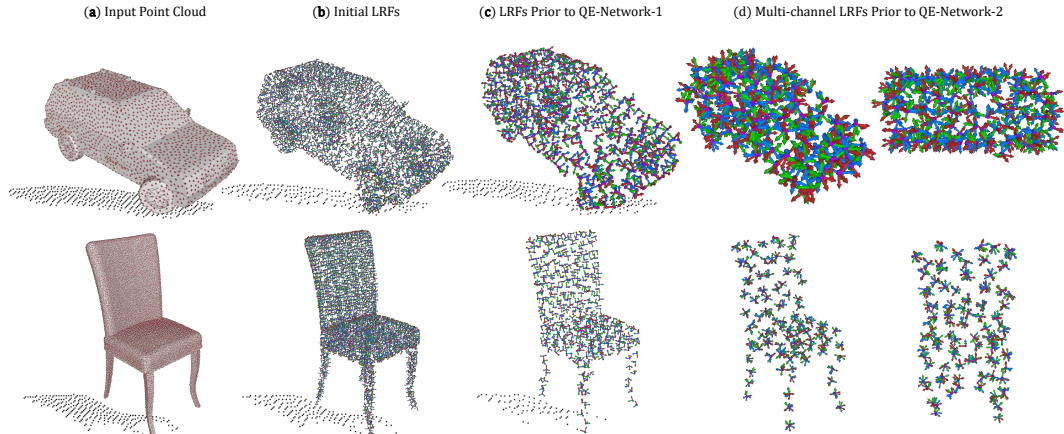 (a) Input Point Cloud
(b) Initial LRFs
(c) LRFs Prior to QE-Network-1
(d) Multi-channel LRFs Prior to QE-Network-2